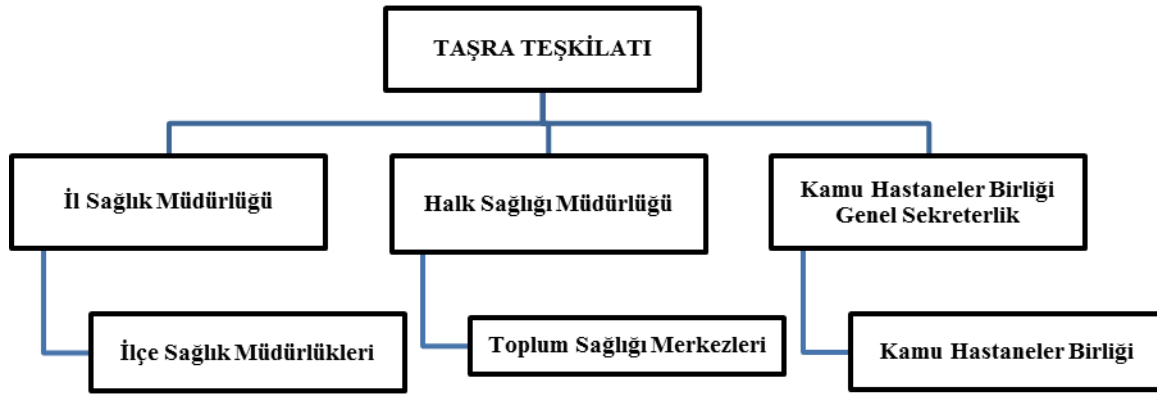 TAŞRA TEŞKİLATI
İl Sağlık Müdürlüğü
Halk Sağlığı Müdürlüğü
Kamu Hastaneler Birliği
Genel Sekreterlik
İlçe Sağlık Müdürlükleri
Toplum Sağlığı Merkezleri
Kamu Hastaneler Birliği